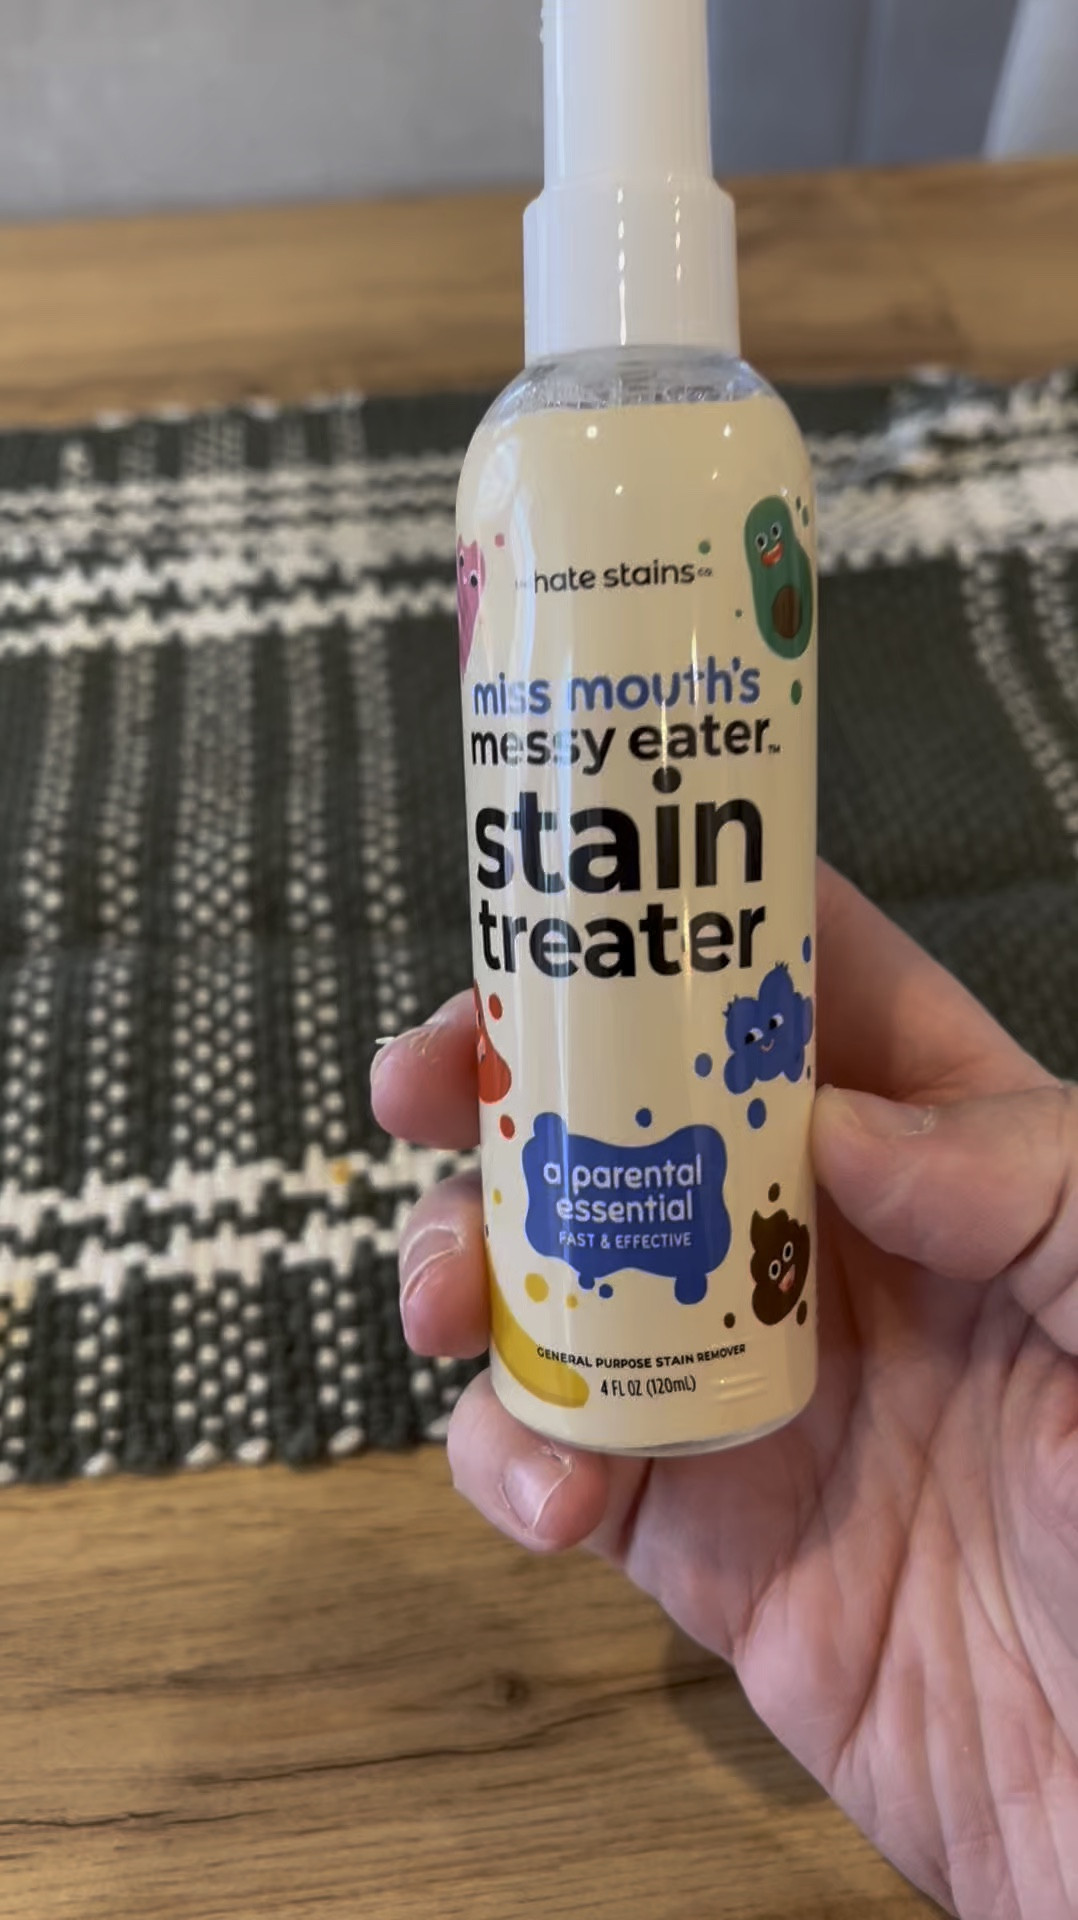 hate stains co
miss mouth's
messy eater™
stain
treater
a parental
essential
FAST & EFFECTIVE
GENERAL PURPOSE STAIN REMOVER
4 FL OZ (120mL)